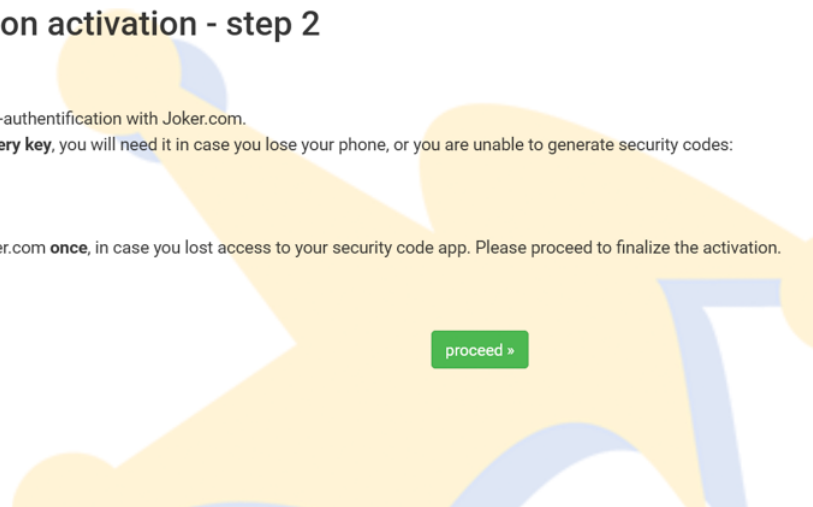 on activation - step 2
-authentification with Joker.com.
ery key, you will need it in case you lose your phone, or you are unable to generate security codes:
er.com once, in case you lost access to your security code app. Please proceed to finalize the activation.
proceed »